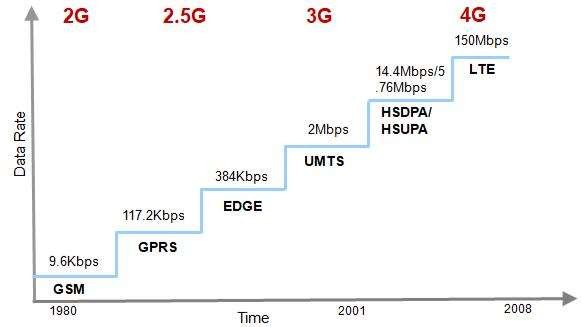 2G 2.5G 3G 4G
150Mbps
LTE
14.4Mbps/5
.76Mbps
HSDPA/
HSUPA
2Mbps
UMTS
384Kbps
EDGE
117.2Kbps
GPRS
9.6Kbps
GSM
Data Rate
1980 2001 2008
Time